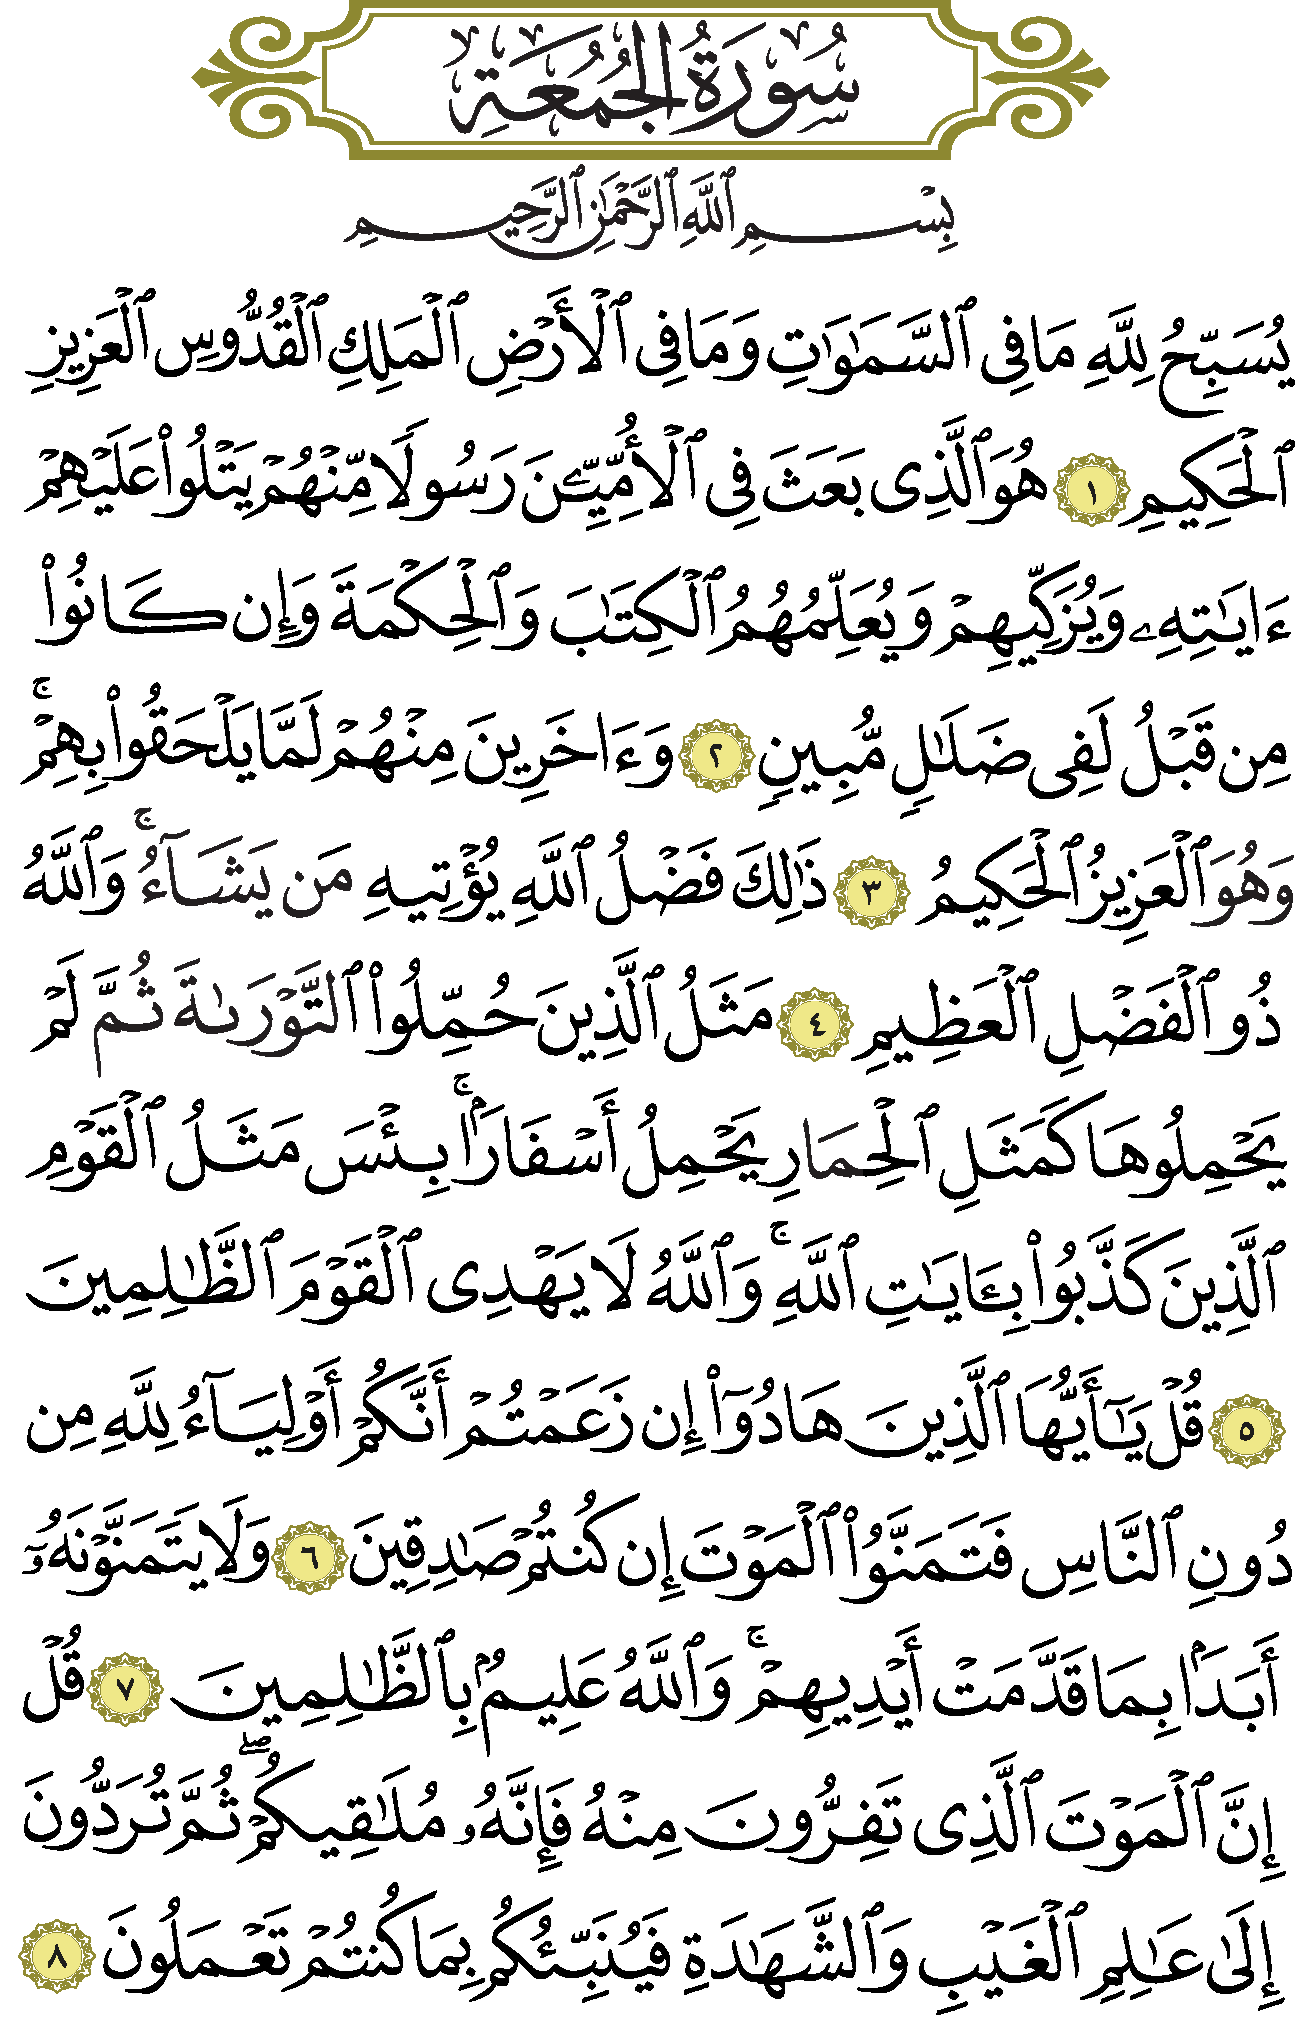 سُورَةُ الجُمُعَةِ
بِسْمِ ٱللَّهِ ٱلرَّحْمَٰنِ ٱلرَّحِيمِ
يُسَبِّحُ لِلَّهِ مَا فِى ٱلسَّمَٰوَٰتِ وَمَا فِى ٱلْأَرْضِ ٱلْمَلِكِ ٱلْقُدُّوسِ ٱلْعَزِيزِ
ٱلْحَكِيمِ ١ هُوَ ٱلَّذِى بَعَثَ فِى ٱلْأُمِّيِّۦنَ رَسُولًا مِّنْهُمْ يَتْلُوا۟ عَلَيْهِمْ
ءَايَٰتِهِۦ وَيُزَكِّيهِمْ وَيُعَلِّمُهُمُ ٱلْكِتَٰبَ وَٱلْحِكْمَةَ وَإِن كَانُوا۟
مِن قَبْلُ لَفِى ضَلَٰلٍ مُّبِينٍ ٢ وَءَاخَرِينَ مِنْهُمْ لَمَّا يَلْحَقُوا۟ بِهِمْ ۚ
وَهُوَ ٱلْعَزِيزُ ٱلْحَكِيمُ ٣ ذَٰلِكَ فَضْلُ ٱللَّهِ يُؤْتِيهِ مَن يَشَآءُ ۚ وَٱللَّهُ
ذُو ٱلْفَضْلِ ٱلْعَظِيمِ ٤ مَثَلُ ٱلَّذِينَ حُمِّلُوا۟ ٱلتَّوْرَىٰةَ ثُمَّ لَمْ
يَحْمِلُوهَا كَمَثَلِ ٱلْحِمَارِ يَحْمِلُ أَسْفَارًۢا ۚ بِئْسَ مَثَلُ ٱلْقَوْمِ
ٱلَّذِينَ كَذَّبُوا۟ بِـَٔايَٰتِ ٱللَّهِ ۚ وَٱللَّهُ لَا يَهْدِى ٱلْقَوْمَ ٱلظَّٰلِمِينَ
٥ قُلْ يَٰٓأَيُّهَا ٱلَّذِينَ هَادُوٓا۟ إِن زَعَمْتُمْ أَنَّكُمْ أَوْلِيَآءُ لِلَّهِ مِن
دُونِ ٱلنَّاسِ فَتَمَنَّوُا۟ ٱلْمَوْتَ إِن كُنتُمْ صَٰدِقِينَ ٦ وَلَا يَتَمَنَّوْنَهُۥٓ
أَبَدًۢا بِمَا قَدَّمَتْ أَيْدِيهِمْ ۚ وَٱللَّهُ عَلِيمٌۢ بِٱلظَّٰلِمِينَ ٧ قُلْ
إِنَّ ٱلْمَوْتَ ٱلَّذِى تَفِرُّونَ مِنْهُ فَإِنَّهُۥ مُلَٰقِيكُمْ ۖ ثُمَّ تُرَدُّونَ
إِلَىٰ عَٰلِمِ ٱلْغَيْبِ وَٱلشَّهَٰدَةِ فَيُنَبِّئُكُم بِمَا كُنتُمْ تَعْمَلُونَ ٨